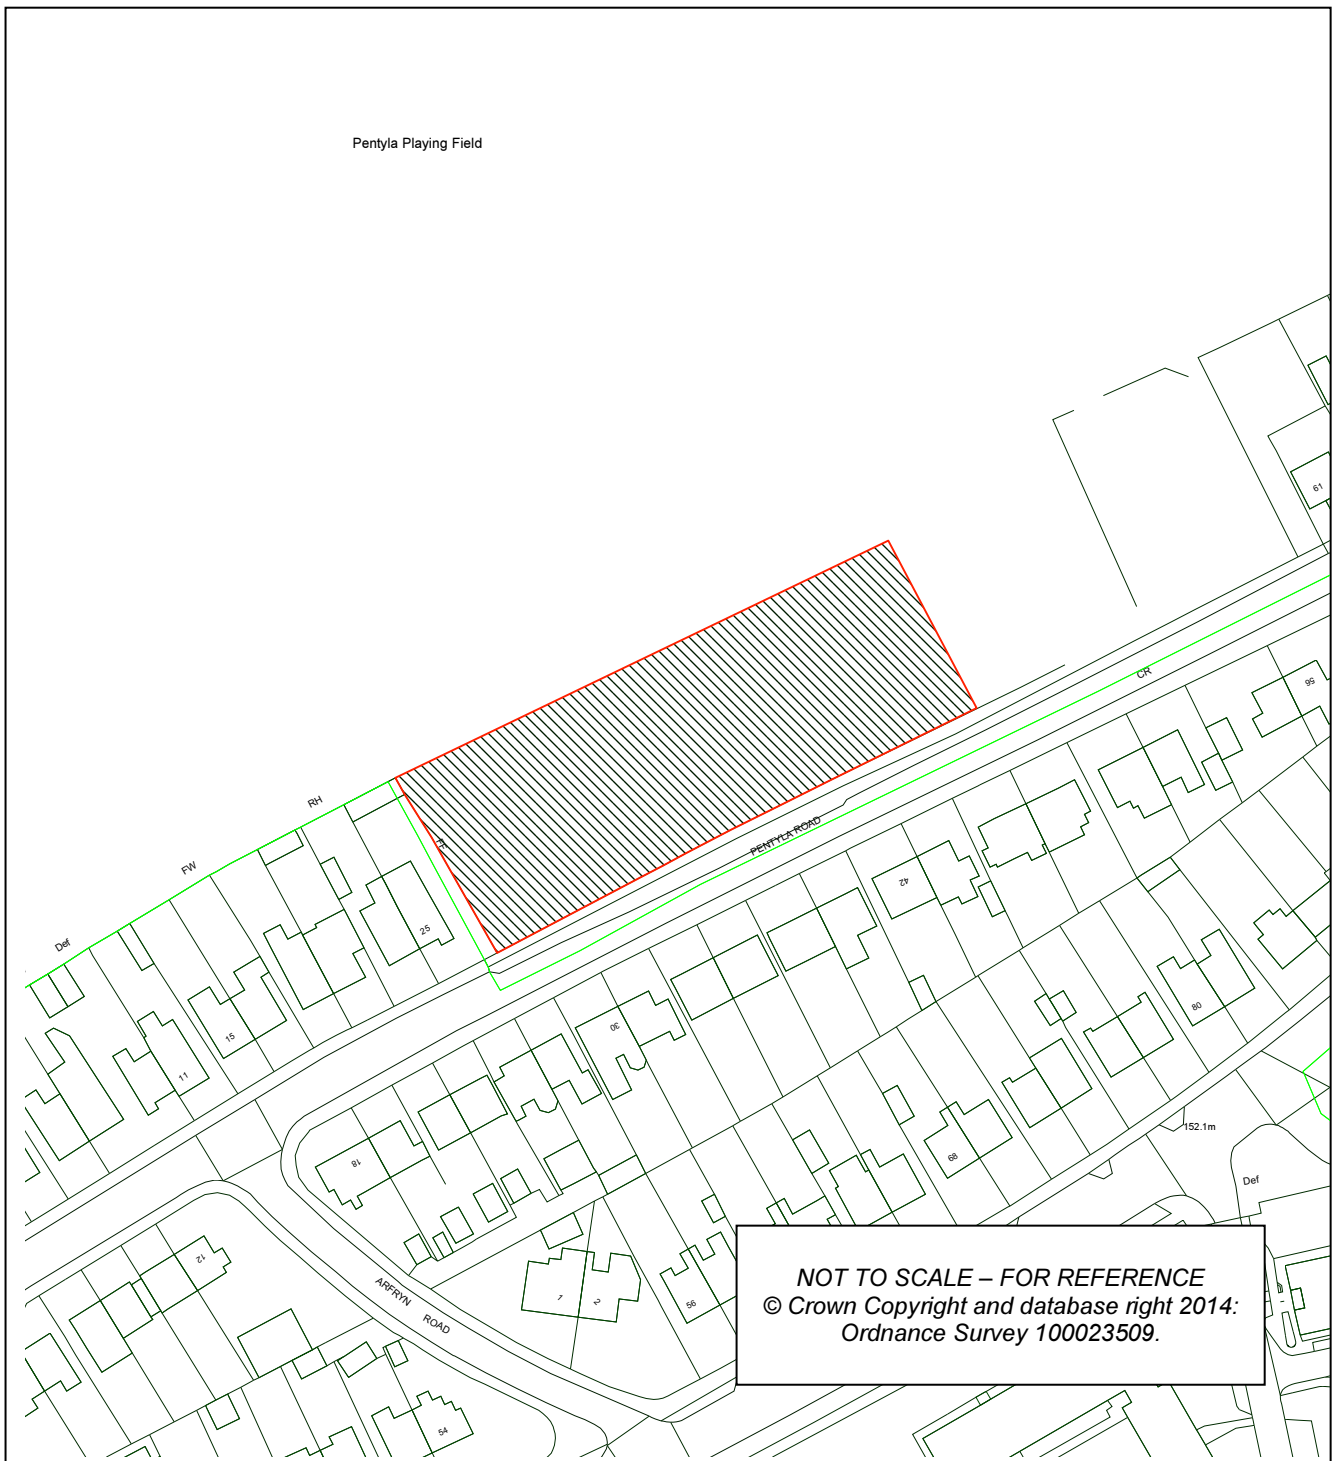 Pentyla Playing Field
61
CR
56
RH
FF
PENTYLA ROAD
FW
42
Def
25
15
30
11
80
18
152.1m
68
Def
12
ARFRYN
ROAD
1
2
56
54
NOT TO SCALE – FOR REFERENCE
© Crown Copyright and database right 2014:
Ordnance Survey 100023509.